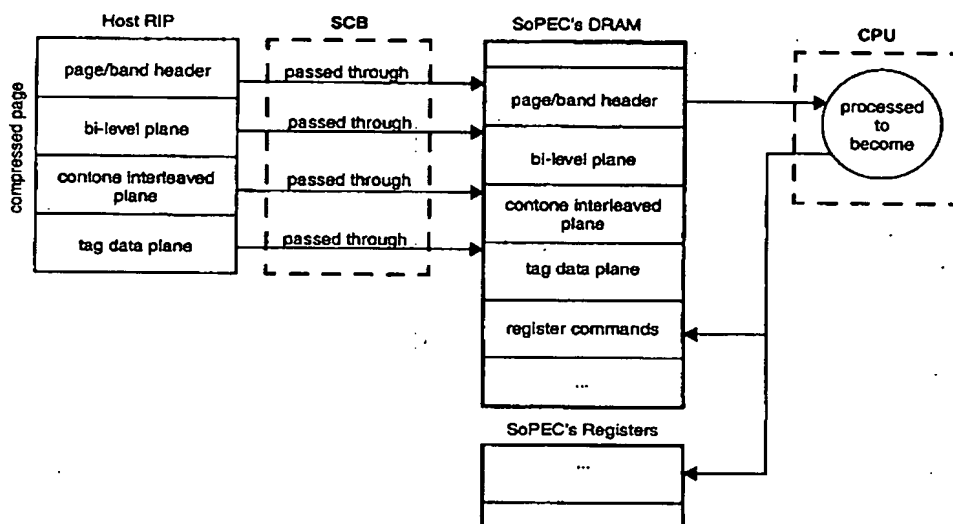 Host RIP
SCB
SoPEC's DRAM
CPU
compressed page
page/band header
bi-level plane
contone interleaved
plane
tag data plane
passed through
passed through
passed through
passed through
page/band header
bi-level plane
contone interleaved
plane
tag data plane
register commands
...
processed
to
become
SoPEC's Registers
...